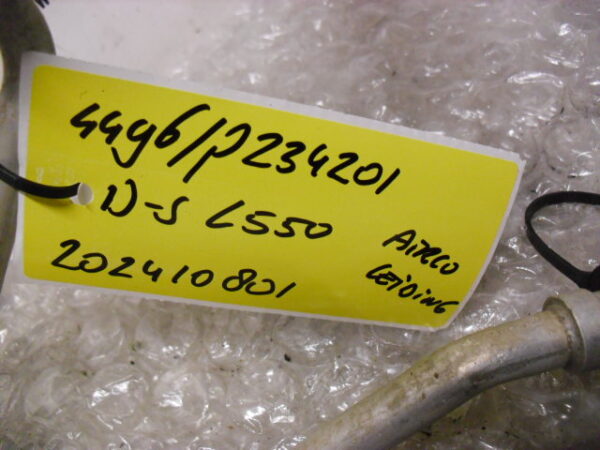 4496/P234201
D-S L550
202410801
AIRCO
LEIDING